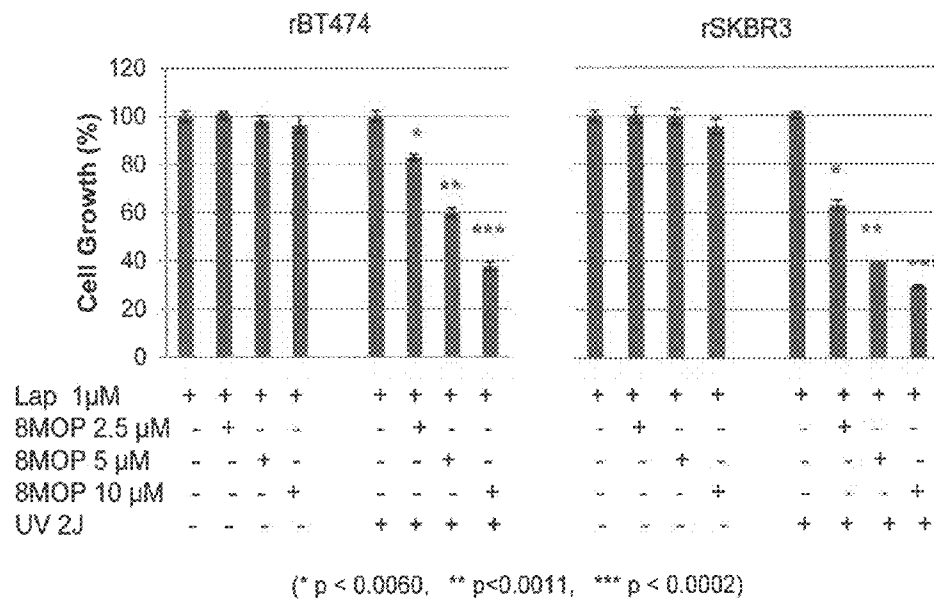 rBT474 rSKBR3
120
100
80
60
40
20
0
Cell Growth (%)
* ** ***
* ** ***
Lap 1µM + + + + + + + + + + + + + + + +
8MOP 2.5 µM - + - - - + - - - + - - - + - -
8MOP 5 µM - - + - - - + - - - + - - - + -
8MOP 10 µM - - - + - - - + - - - + - - - +
UV 2J - - - - + + + + - - - - + + + +
(* p < 0.0060, ** p<0.0011, *** p < 0.0002)